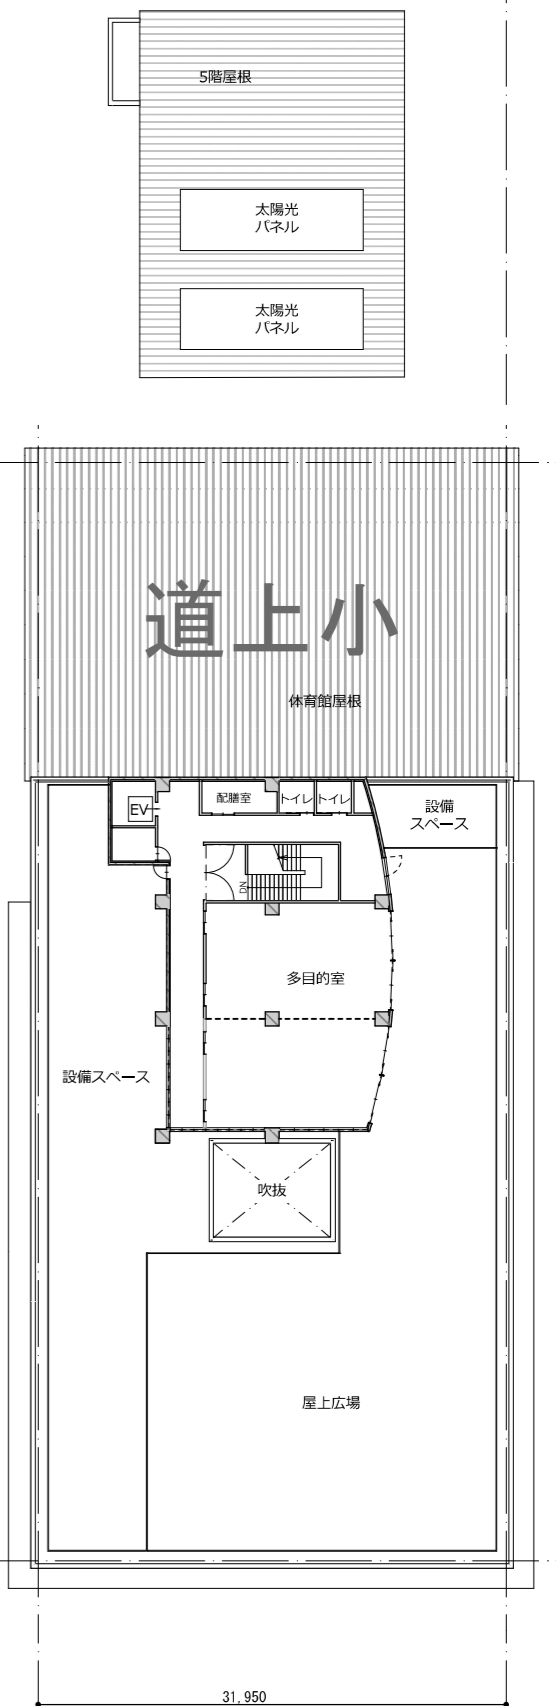 5階屋根
太陽光
パネル
太陽光
パネル
道上小
体育館屋根
EV
配膳室
トイレ
トイレ
設備
スペース
DN
多目的室
設備スペース
吹抜
屋上広場
31,950